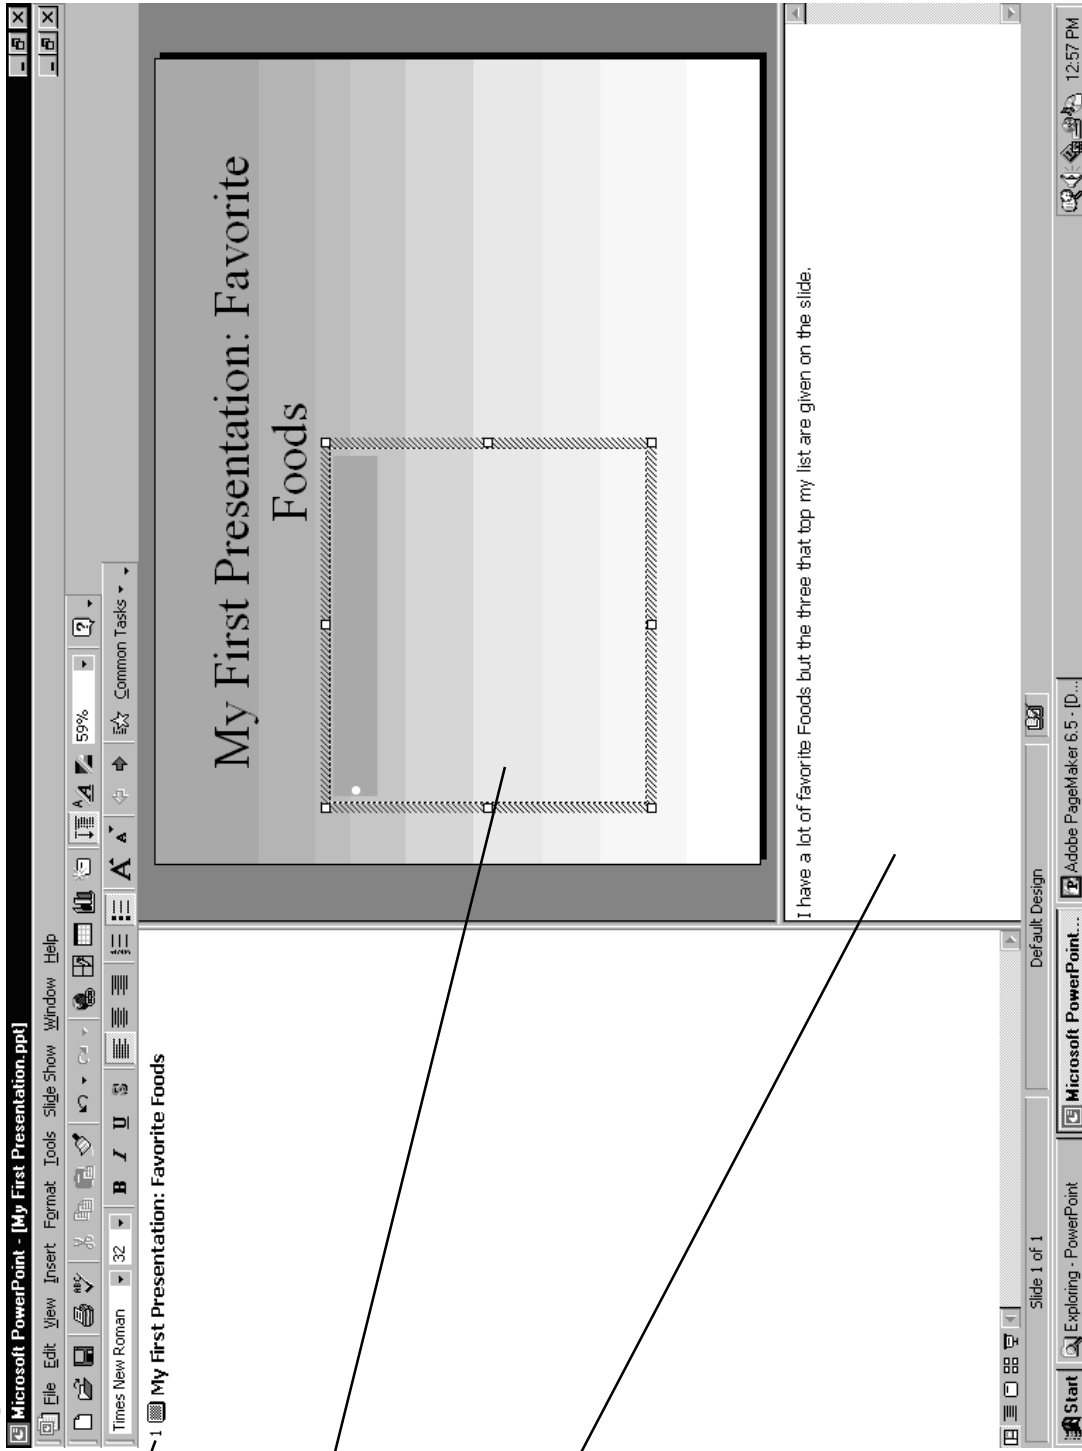 Microsoft PowerPoint - [My First Presentation.ppt]
File Edit View Insert Format Tools Slide Show Window Help
59%
Times New Roman 32 B I U S Common Tasks
1 My First Presentation: Favorite Foods
My First Presentation: Favorite
Foods
I have a lot of favorite Foods but the three that top my list are given on the slide.
Slide 1 of 1 Default Design
Start Exploring - PowerPoint Microsoft PowerPoint... Adobe PageMaker 6.5 - [D... 12:57 PM